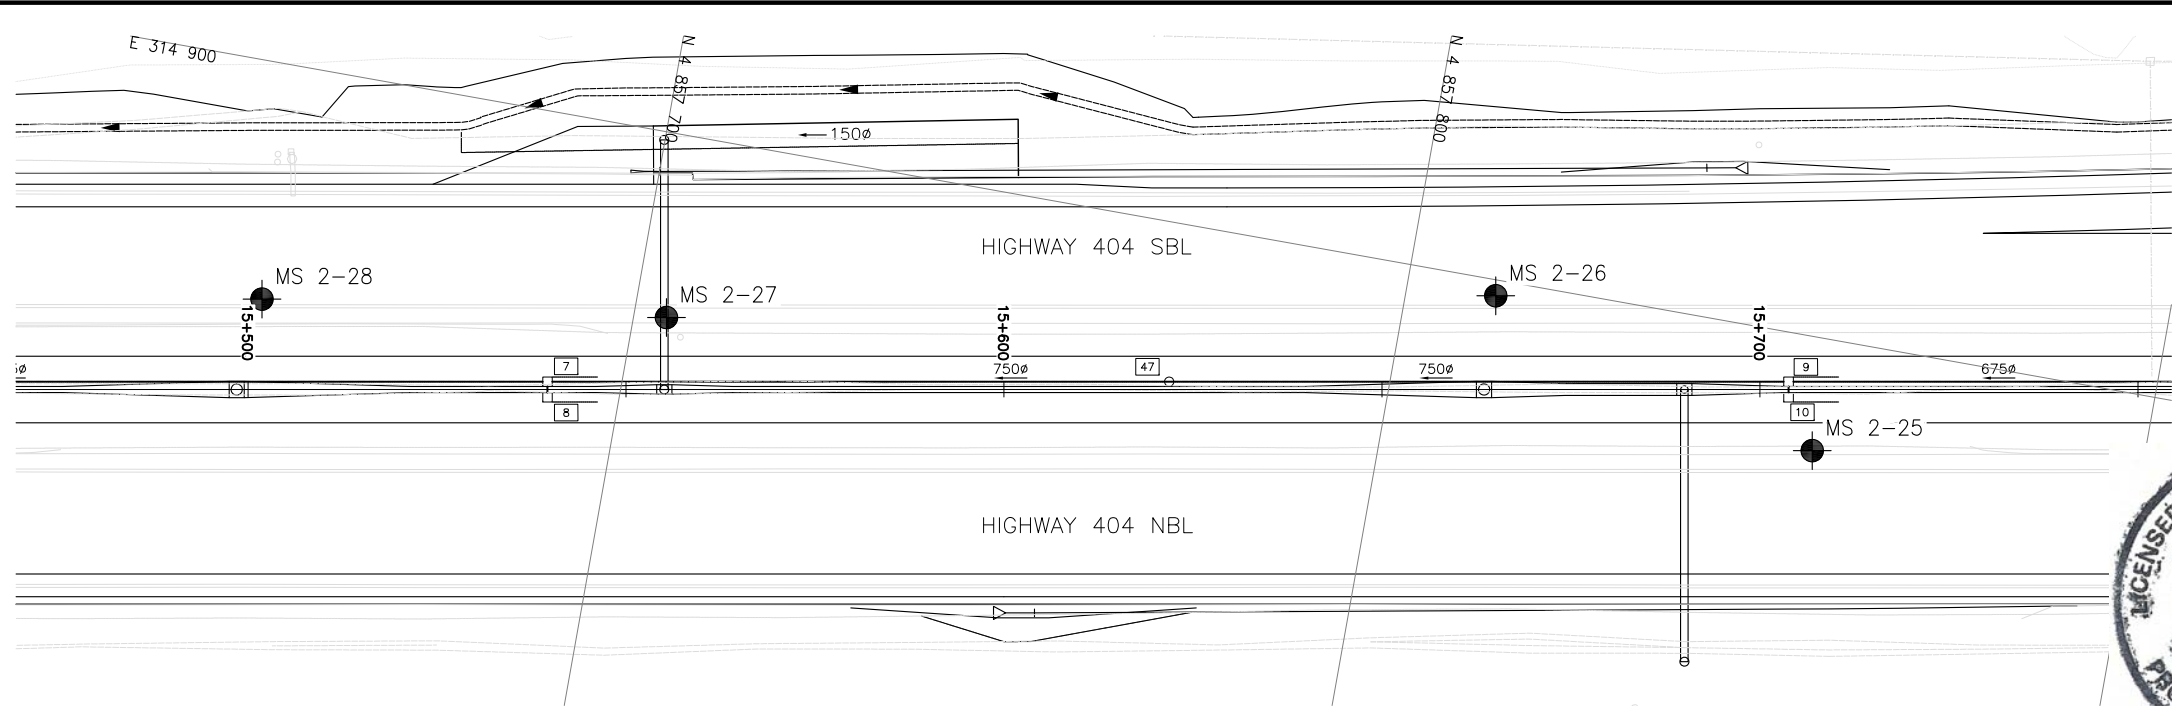 E 314 900
N 4 857 700
N 4 857 800
150ø
HIGHWAY 404 SBL
MS 2-28
MS 2-27
MS 2-26
15+500
15+600
15+700
7
750ø
47
750ø
9
675ø
8
10
MS 2-25
HIGHWAY 404 NBL
LICENSED